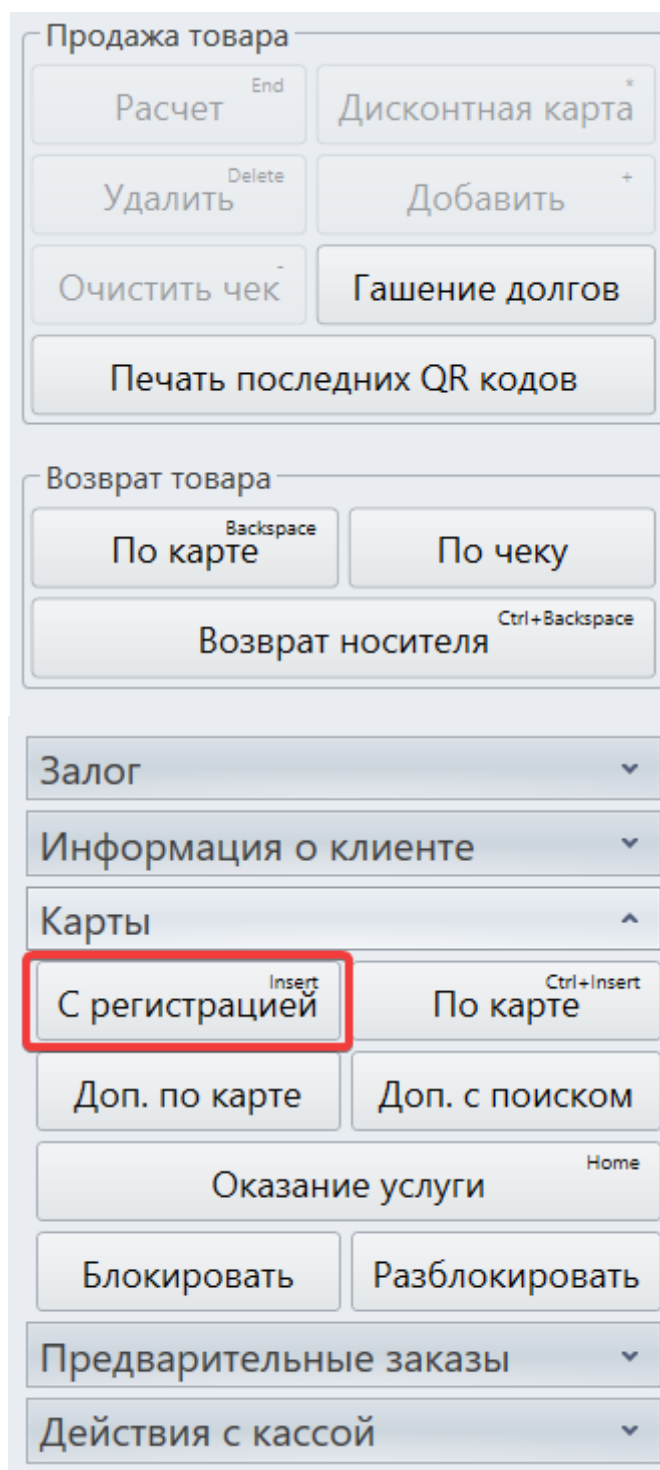 Продажа товара
Расчет End
Дисконтная карта *
Удалить Delete
Добавить +
Очистить чек -
Гашение долгов
Печать последних QR кодов
Возврат товара
По карте Backspace
По чеку
Возврат носителя Ctrl+Backspace
Залог
Информация о клиенте
Карты
С регистрацией Insert
По карте Ctrl+Insert
Доп. по карте
Доп. с поиском
Оказание услуги Home
Блокировать
Разблокировать
Предварительные заказы
Действия с кассой